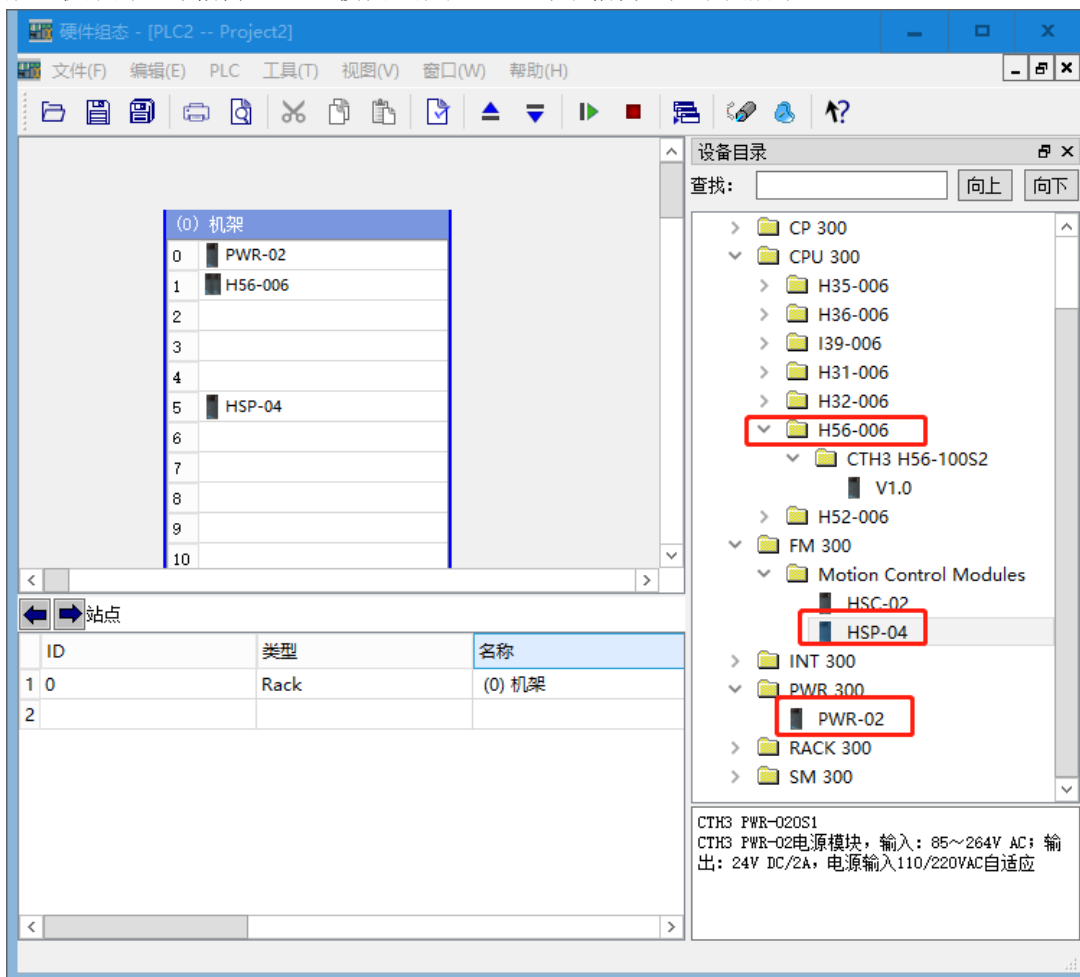 硬件组态 - [PLC2 -- Project2]
文件(F) 编辑(E) PLC 工具(T) 视图(V) 窗口(W) 帮助(H)
(0) 机架
0 PWR-02
1 H56-006
2
3
4
5 HSP-04
6
7
8
9
10
站点
ID 类型 名称
1 0 Rack (0) 机架
2
设备目录
查找: 向上 向下
CP 300
CPU 300
H35-006
H36-006
I39-006
H31-006
H32-006
H56-006
CTH3 H56-100S2
V1.0
H52-006
FM 300
Motion Control Modules
HSC-02
HSP-04
INT 300
PWR 300
PWR-02
RACK 300
SM 300
CTH3 PWR-020S1
CTH3 PWR-02电源模块，输入：85～264V AC；输
出：24V DC/2A，电源输入110/220VAC自适应